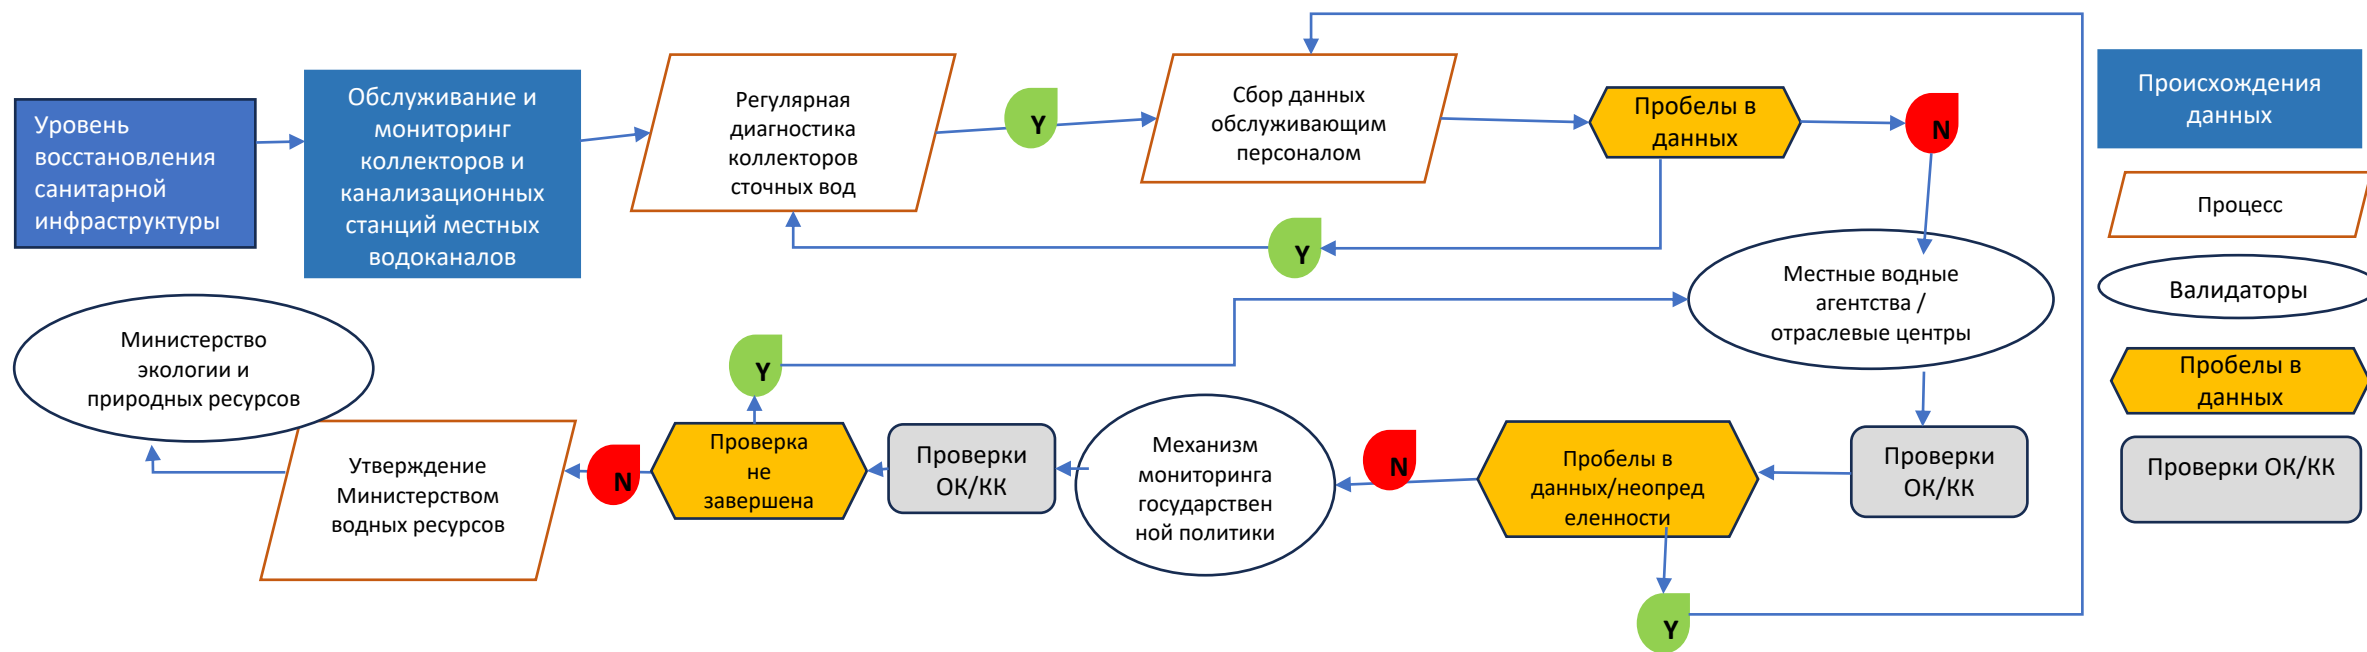 Уровень
восстановления
санитарной
инфраструктуры
Обслуживание и
мониторинг
коллекторов и
канализационных
станций местных
водоканалов
Регулярная
диагностика
коллекторов
сточных вод
Y
Сбор данных
обслуживающим
персоналом
Пробелы в
данных
N
Y
Местные водные
агентства /
отраслевые центры
Проверки
ОК/КК
Пробелы в
данных/неопред
еленности
Y
N
Механизм
мониторинга
государствен
ной политики
Проверки
ОК/КК
Проверка
не
завершена
Y
N
Утверждение
Министерством
водных ресурсов
Министерство
экологии и
природных ресурсов
Происхождения
данных
Процесс
Валидаторы
Пробелы в
данных
Проверки ОК/КК